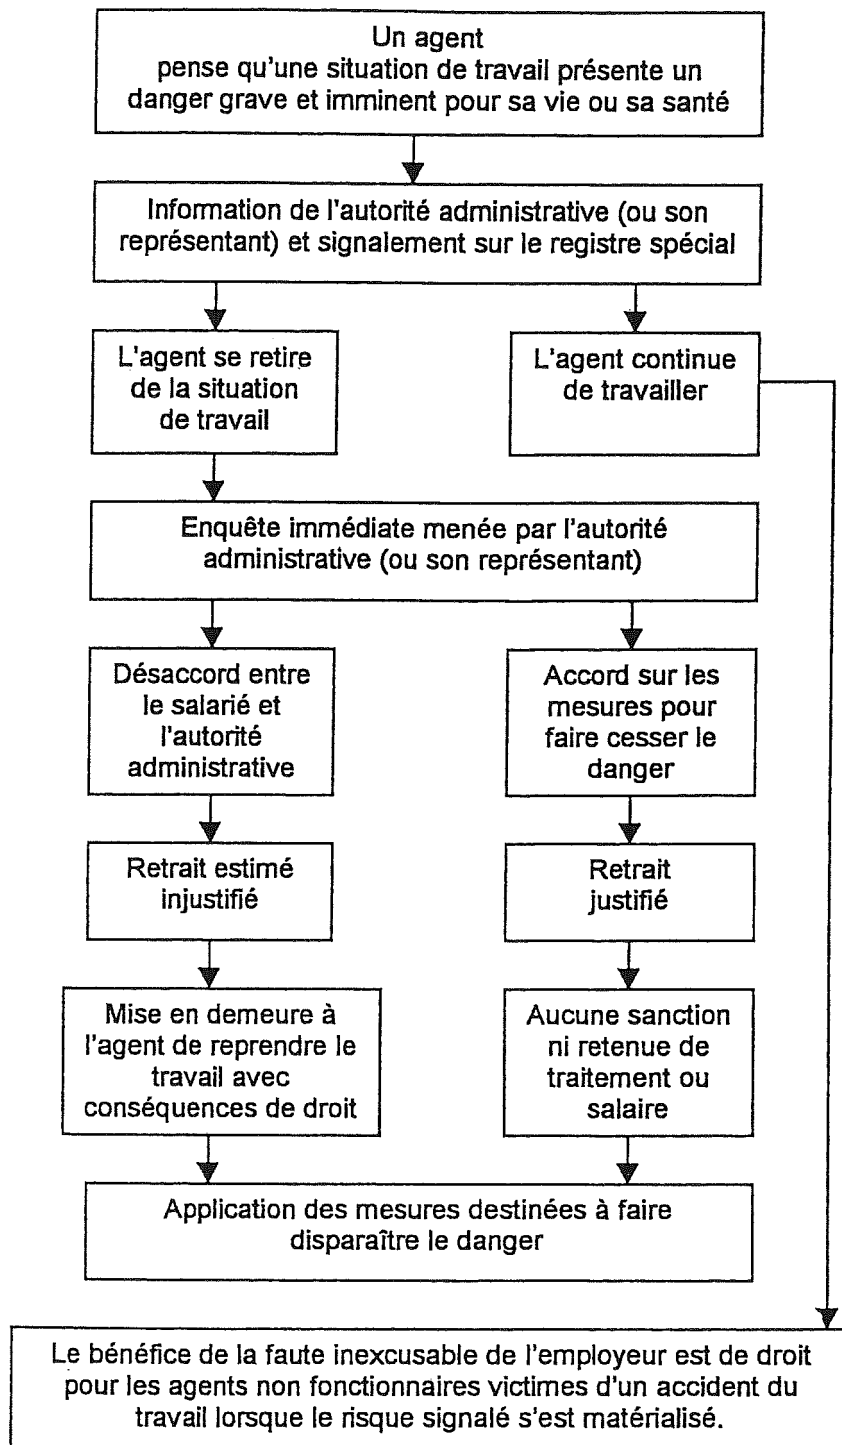 Un agent
pense qu'une situation de travail présente un
danger grave et imminent pour sa vie ou sa santé
Information de l'autorité administrative (ou son
représentant) et signalement sur le registre spécial
L'agent se retire
de la situation
de travail
L'agent continue
de travailler
Enquête immédiate menée par l'autorité
administrative (ou son représentant)
Désaccord entre
le salarié et
l'autorité
administrative
Accord sur les
mesures pour
faire cesser le
danger
Retrait estimé
injustifié
Retrait
justifié
Mise en demeure à
l'agent de reprendre le
travail avec
conséquences de droit
Aucune sanction
ni retenue de
traitement ou
salaire
Application des mesures destinées à faire
disparaître le danger
Le bénéfice de la faute inexcusable de l'employeur est de droit
pour les agents non fonctionnaires victimes d'un accident du
travail lorsque le risque signalé s'est matérialisé.